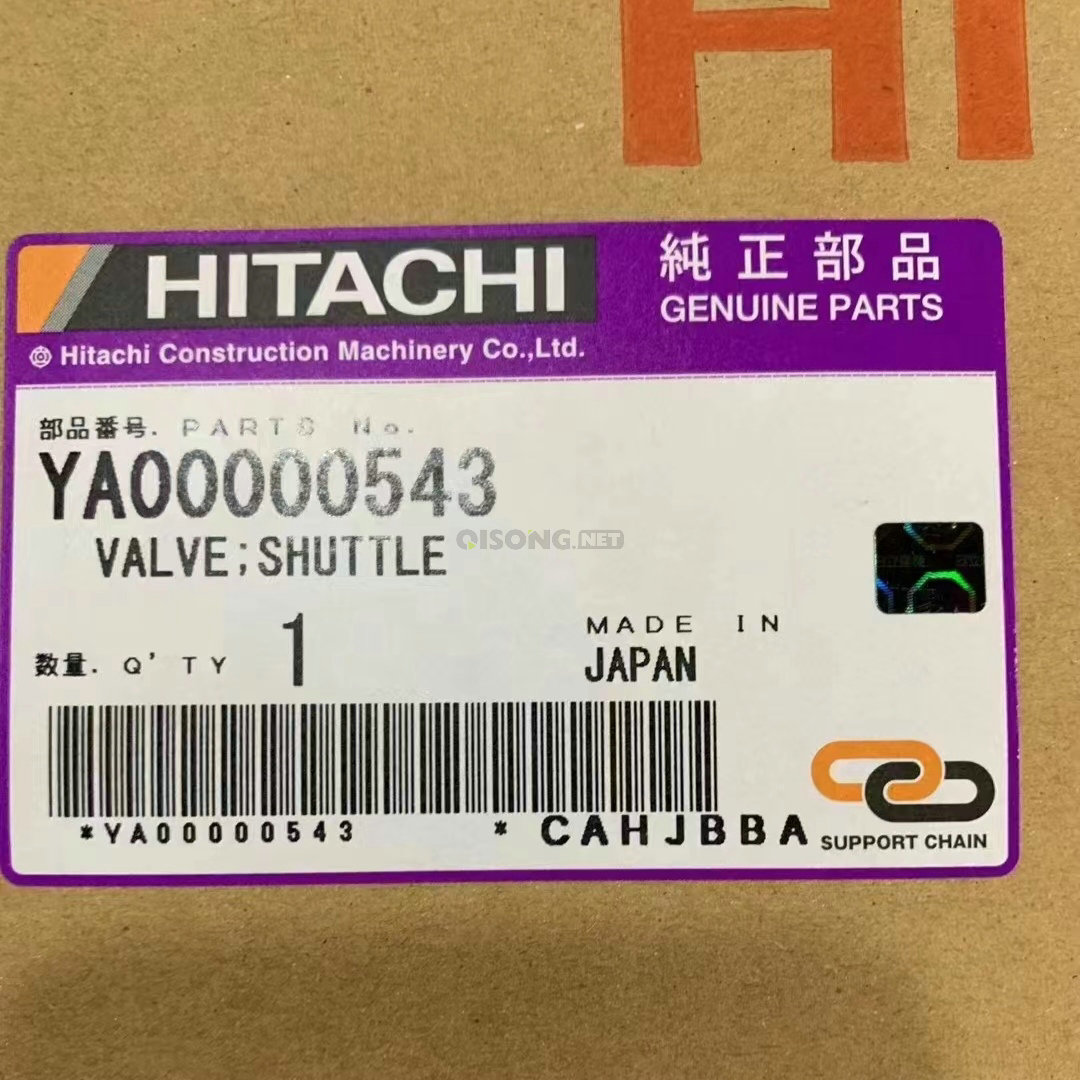 HI
HITACHI
純正部品
GENUINE PARTS
Hitachi Construction Machinery Co.,Ltd.
部品番号. PARTS No.
YA00000543
VALVE;SHUTTLE
QISONG.NET
数量. Q'TY 1
MADE IN
JAPAN
*YA00000543 * CAHJBBA
SUPPORT CHAIN